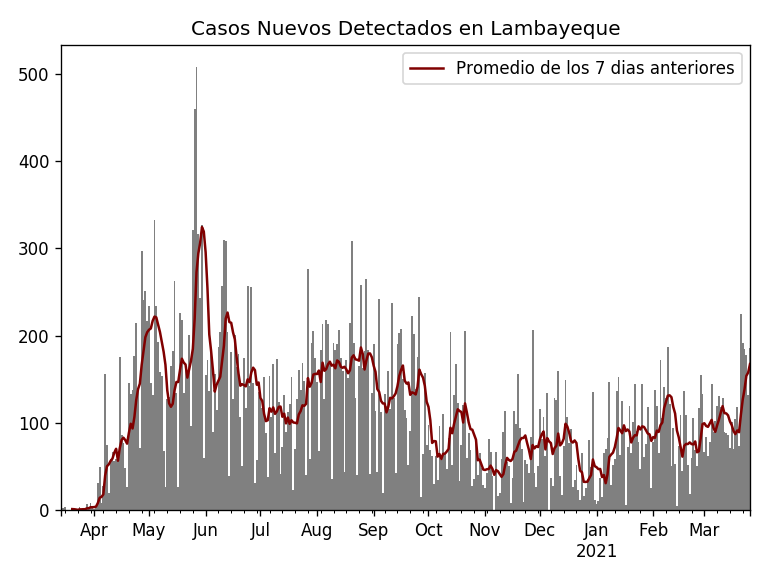 Casos Nuevos Detectados en Lambayeque
Promedio de los 7 dias anteriores
500
400
300
200
100
0
Apr May Jun Jul Aug Sep Oct Nov Dec Jan Feb Mar
2021